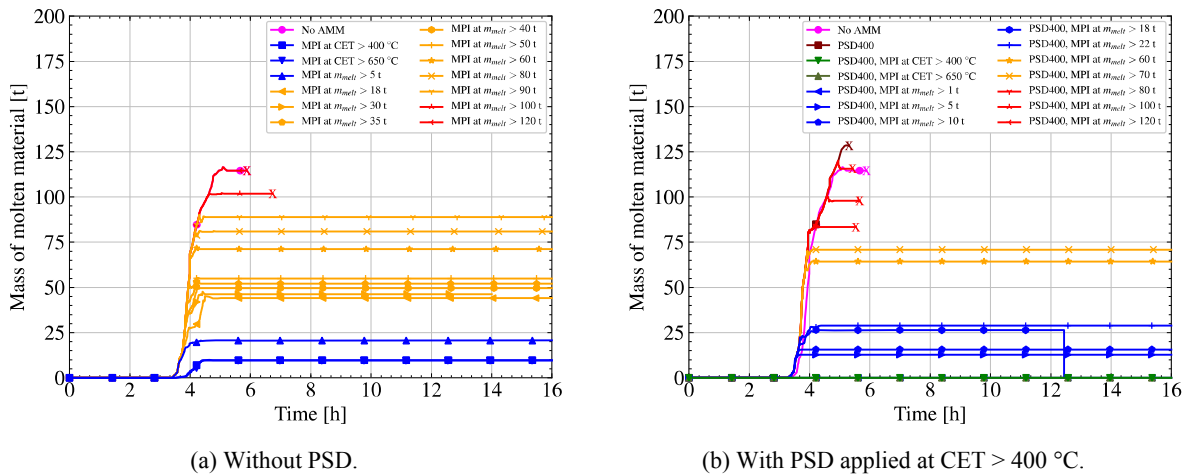 200
175
150
125
100
75
50
25
0
Mass of molten material [t]
0 2 4 6 8 10 12 14 16
Time [h]
No AMM
MPI at CET > 400 °C
MPI at CET > 650 °C
MPI at m_melt > 5 t
MPI at m_melt > 18 t
MPI at m_melt > 30 t
MPI at m_melt > 35 t
MPI at m_melt > 40 t
MPI at m_melt > 50 t
MPI at m_melt > 60 t
MPI at m_melt > 80 t
MPI at m_melt > 90 t
MPI at m_melt > 100 t
MPI at m_melt > 120 t
X
X
(a) Without PSD.
200
175
150
125
100
75
50
25
0
Mass of molten material [t]
0 2 4 6 8 10 12 14 16
Time [h]
No AMM
PSD400
PSD400, MPI at CET > 400 °C
PSD400, MPI at CET > 650 °C
PSD400, MPI at m_melt > 1 t
PSD400, MPI at m_melt > 5 t
PSD400, MPI at m_melt > 10 t
PSD400, MPI at m_melt > 18 t
PSD400, MPI at m_melt > 22 t
PSD400, MPI at m_melt > 60 t
PSD400, MPI at m_melt > 70 t
PSD400, MPI at m_melt > 80 t
PSD400, MPI at m_melt > 100 t
PSD400, MPI at m_melt > 120 t
X
X
X
X
X
(b) With PSD applied at CET > 400 °C.